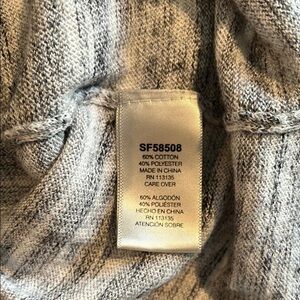 SF58508
60% COTTON
40% POLYESTER
MADE IN CHINA
RN 113135
CARE OVER
60% ALGODÓN
40% POLIÉSTER
HECHO EN CHINA
RN 113135
ATENCIÓN SOBRE